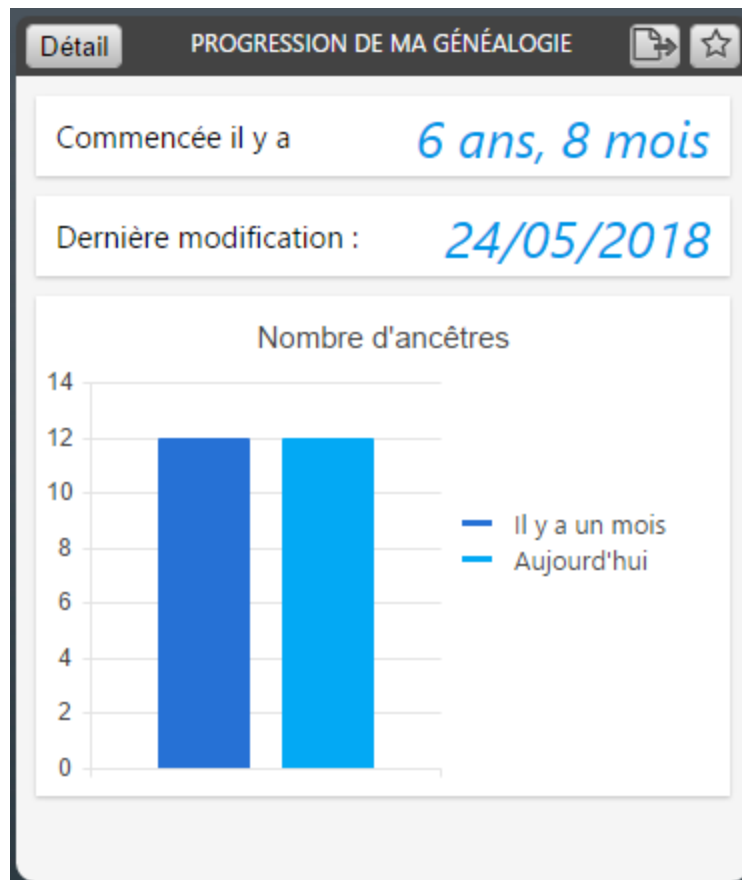 Détail PROGRESSION DE MA GÉNÉALOGIE
Commencée il y a 6 ans, 8 mois
Dernière modification : 24/05/2018
Nombre d'ancêtres
14
12
10
8
6
4
2
0
Il y a un mois
Aujourd'hui